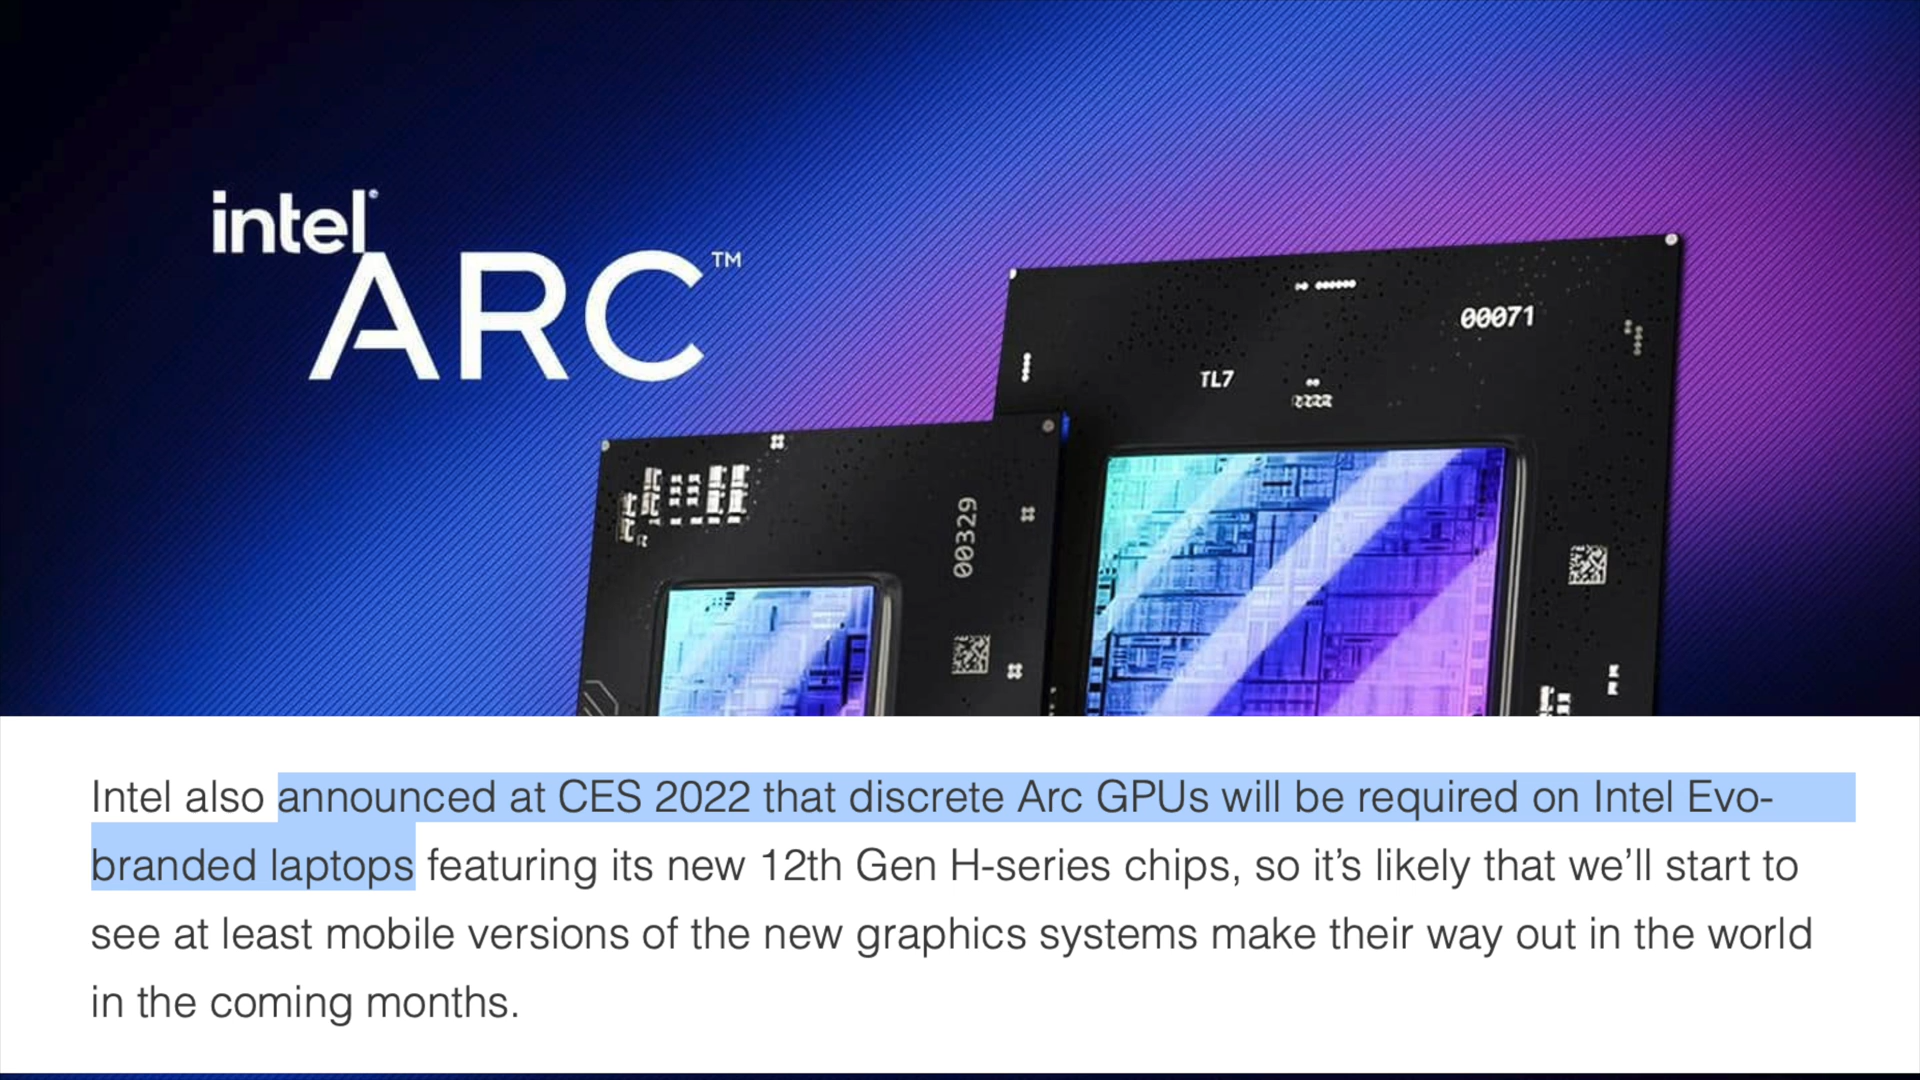 intel
ARC™
00071
TL7
00329
Intel also announced at CES 2022 that discrete Arc GPUs will be required on Intel Evo-
branded laptops featuring its new 12th Gen H-series chips, so it’s likely that we’ll start to
see at least mobile versions of the new graphics systems make their way out in the world
in the coming months.